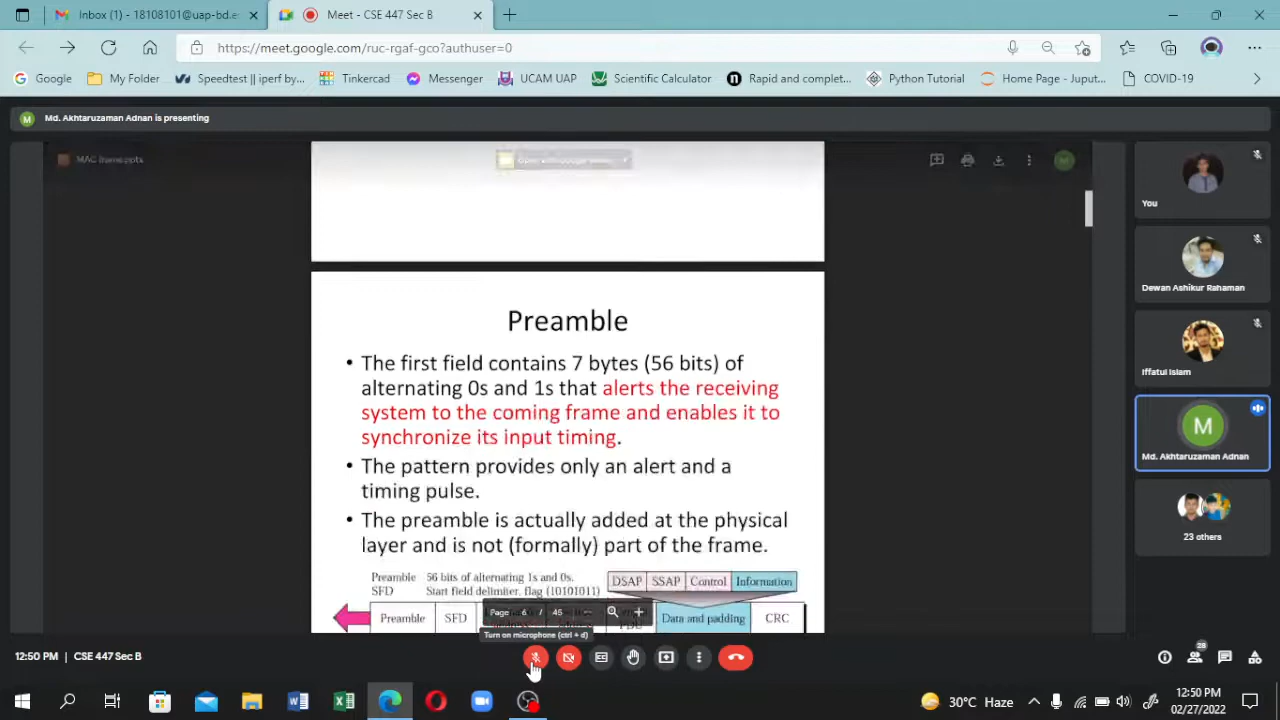 Inbox (1) - 18108101@uap-bd.e
Meet - CSE 447 Sec B
https://meet.google.com/ruc-rgaf-gco?authuser=0
Google
My Folder
Speedtest || iperf by...
Tinkercad
Messenger
UCAM UAP
Scientific Calculator
Rapid and complet...
Python Tutorial
Home Page - Juput...
COVID-19
M
Md. Akhtaruzaman Adnan is presenting
MAC frame.pptx
M
Preamble
• The first field contains 7 bytes (56 bits) of
alternating 0s and 1s that alerts the receiving
system to the coming frame and enables it to
synchronize its input timing.
• The pattern provides only an alert and a
timing pulse.
• The preamble is actually added at the physical
layer and is not (formally) part of the frame.
Preamble 56 bits of alternating 1s and 0s.
SFD Start field delimiter, flag (10101011)
DSAP SSAP Control Information
Preamble SFD PDU Data and padding CRC
Page 6 / 45
Turn on microphone (ctrl + d)
You
Dewan Ashikur Rahaman
Iffatul Islam
M
Md. Akhtaruzaman Adnan
23 others
12:50 PM | CSE 447 Sec B
28
30°C Haze
12:50 PM
02/27/2022